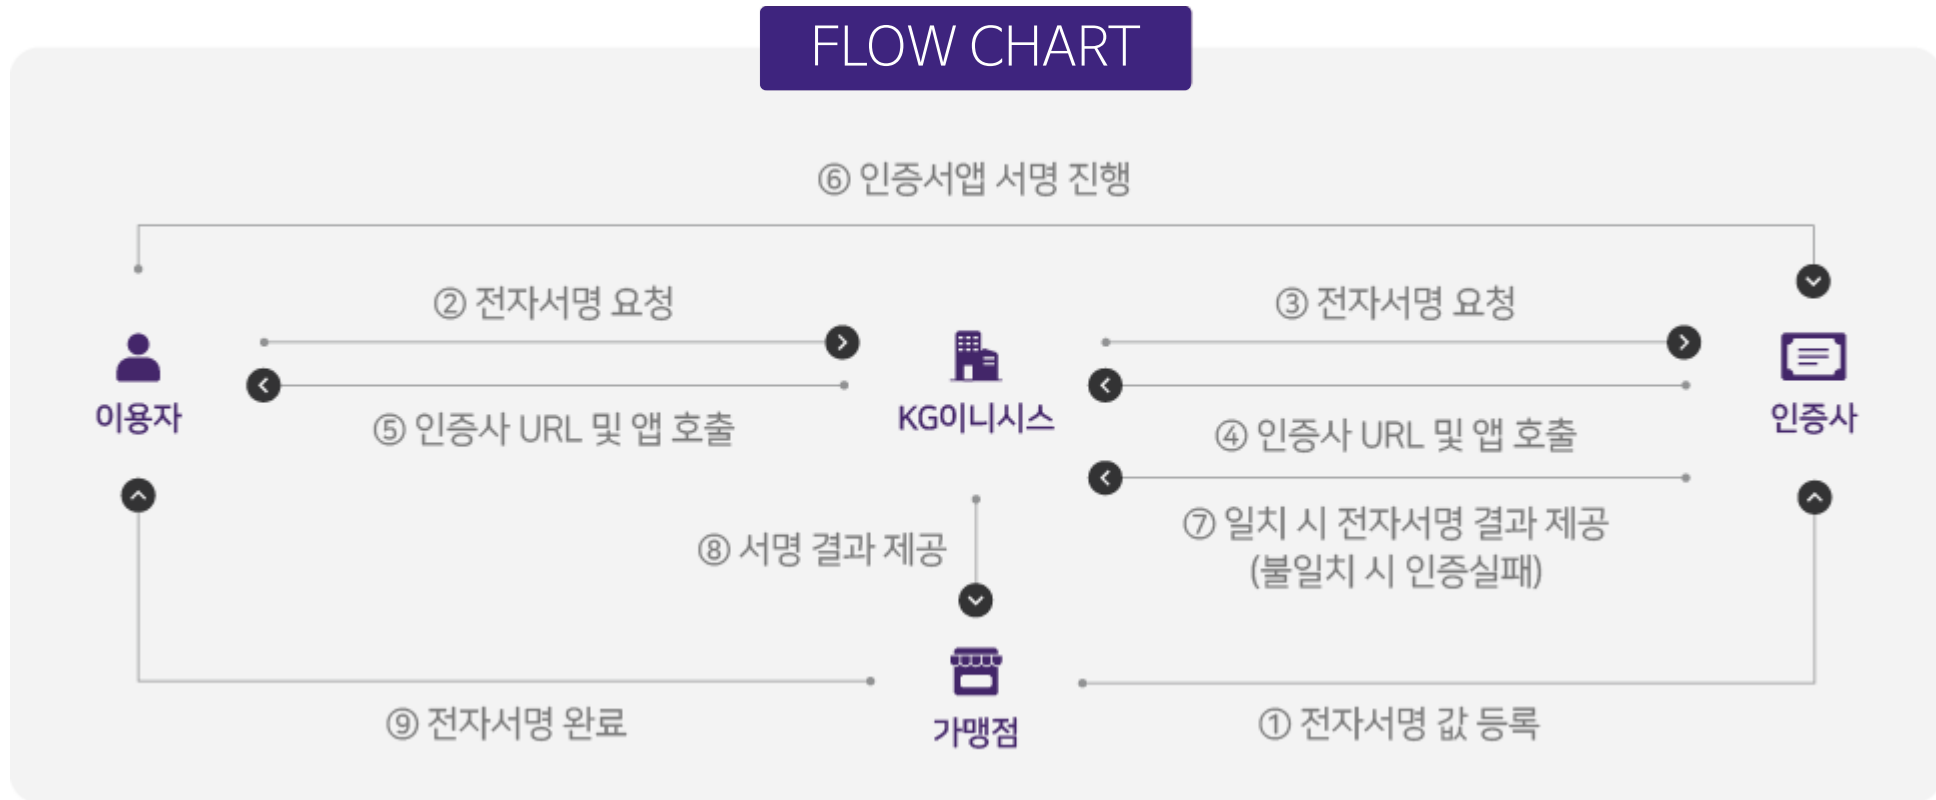 FLOW CHART
⑥ 인증서앱 서명 진행
② 전자서명 요청
③ 전자서명 요청
이용자
⑤ 인증사 URL 및 앱 호출
KG이니시스
④ 인증사 URL 및 앱 호출
인증사
⑦ 일치 시 전자서명 결과 제공
(불일치 시 인증실패)
⑧ 서명 결과 제공
⑨ 전자서명 완료
가맹점
① 전자서명 값 등록